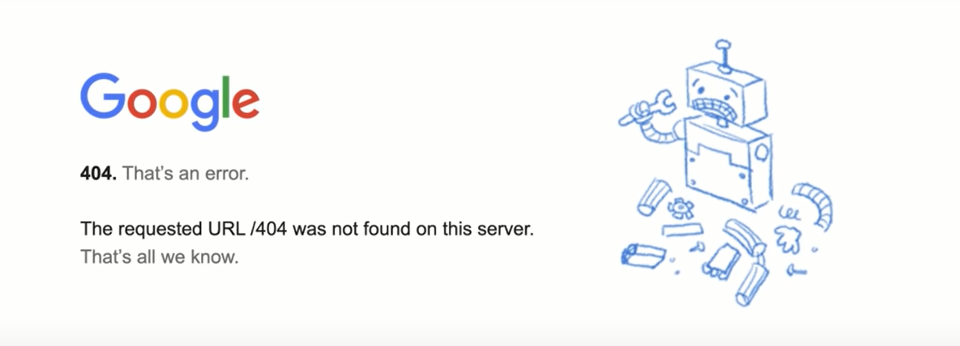 Google
404. That's an error.
The requested URL /404 was not found on this server.
That's all we know.